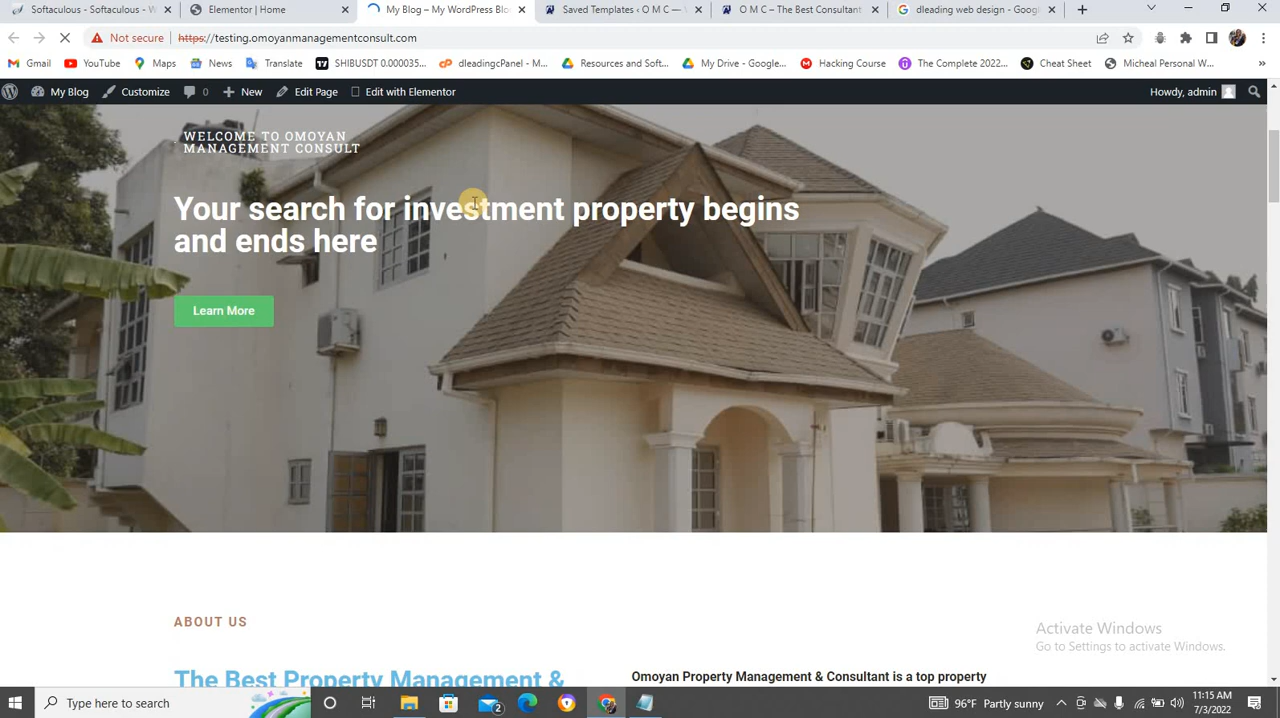 Softaculous - Softaculous - W
Elementor | Home
My Blog – My WordPress Blo
Saved Templates ‹ O M C —
O M C – The Best Consultant
dleading web design - Googl
Not secure
https://testing.omoyanmanagementconsult.com
Gmail
YouTube
Maps
News
Translate
SHIBUSDT 0.000035...
dleadingcPanel - M...
Resources and Soft...
My Drive - Google...
Hacking Course
The Complete 2022...
Cheat Sheet
Micheal Personal W...
»
My Blog
Customize
0
New
Edit Page
Edit with Elementor
Howdy, admin
WELCOME TO OMOYAN
MANAGEMENT CONSULT
Your search for investment property begins
and ends here
Learn More
ABOUT US
The Best Property Management &
Omoyan Property Management & Consultant is a top property
Activate Windows
Go to Settings to activate Windows.
Type here to search
2
96°F Partly sunny
11:15 AM
7/3/2022